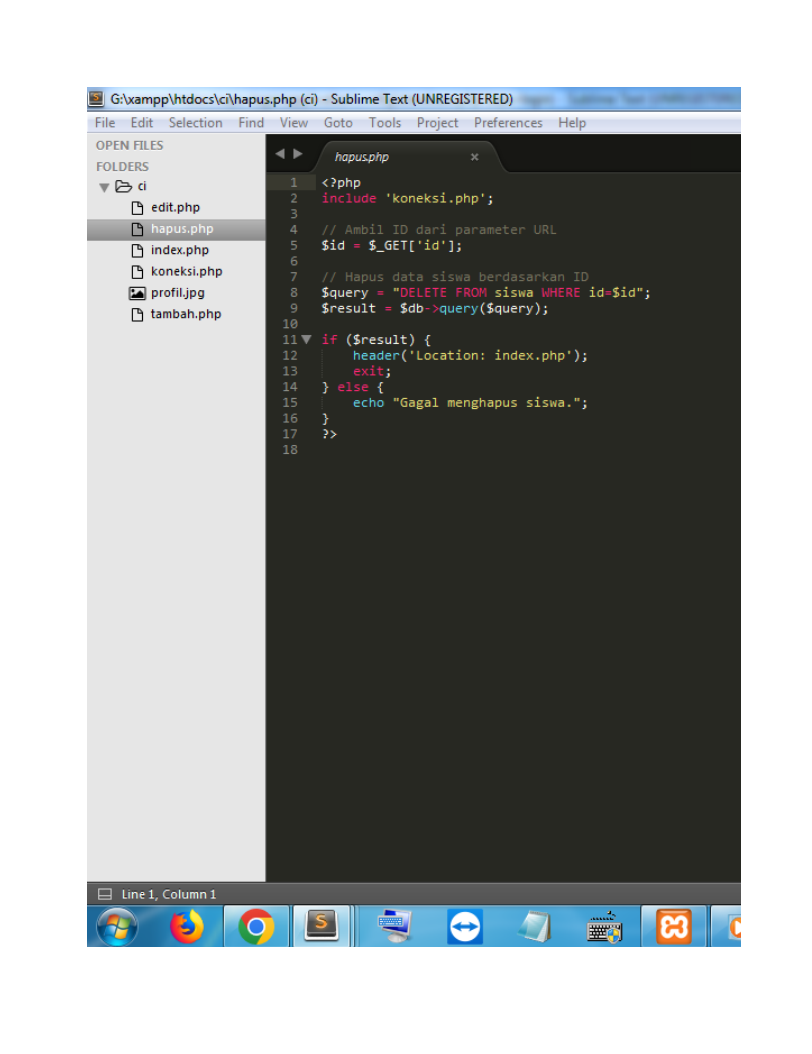 G:\xampp\htdocs\ci\hapus.php (ci) - Sublime Text (UNREGISTERED)
File Edit Selection Find View Goto Tools Project Preferences Help
OPEN FILES
FOLDERS
ci
edit.php
hapus.php
index.php
koneksi.php
profil.jpg
tambah.php
hapus.php
1 <?php
2 include 'koneksi.php';
3
4 // Ambil ID dari parameter URL
5 $id = $_GET['id'];
6
7 // Hapus data siswa berdasarkan ID
8 $query = "DELETE FROM siswa WHERE id=$id";
9 $result = $db->query($query);
10
11 if ($result) {
12 header('Location: index.php');
13 exit;
14 } else {
15 echo "Gagal menghapus siswa.";
16 }
17 ?>
18
Line 1, Column 1